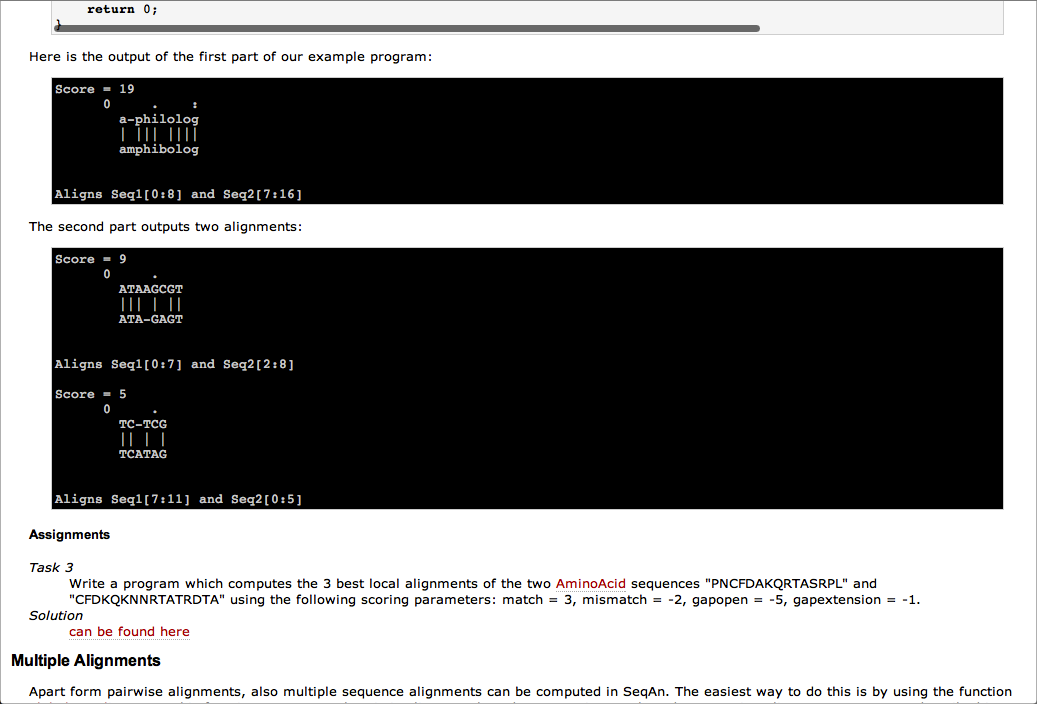 return 0;
}
Here is the output of the first part of our example program:
Score = 19
0 . :
a-philolog
| ||| ||||
amphibolog
Aligns Seq1[0:8] and Seq2[7:16]
The second part outputs two alignments:
Score = 9
0 .
ATAAGCGT
||| | ||
ATA-GAGT
Aligns Seq1[0:7] and Seq2[2:8]
Score = 5
0 .
TC-TCG
|| | |
TCATAG
Aligns Seq1[7:11] and Seq2[0:5]
Assignments
Task 3
Write a program which computes the 3 best local alignments of the two AminoAcid sequences "PNCFDAKQRTASRPL" and
"CFDKQKNNRTATRDTA" using the following scoring parameters: match = 3, mismatch = -2, gapopen = -5, gapextension = -1.
Solution
can be found here
Multiple Alignments
Apart form pairwise alignments, also multiple sequence alignments can be computed in SeqAn. The easiest way to do this is by using the function